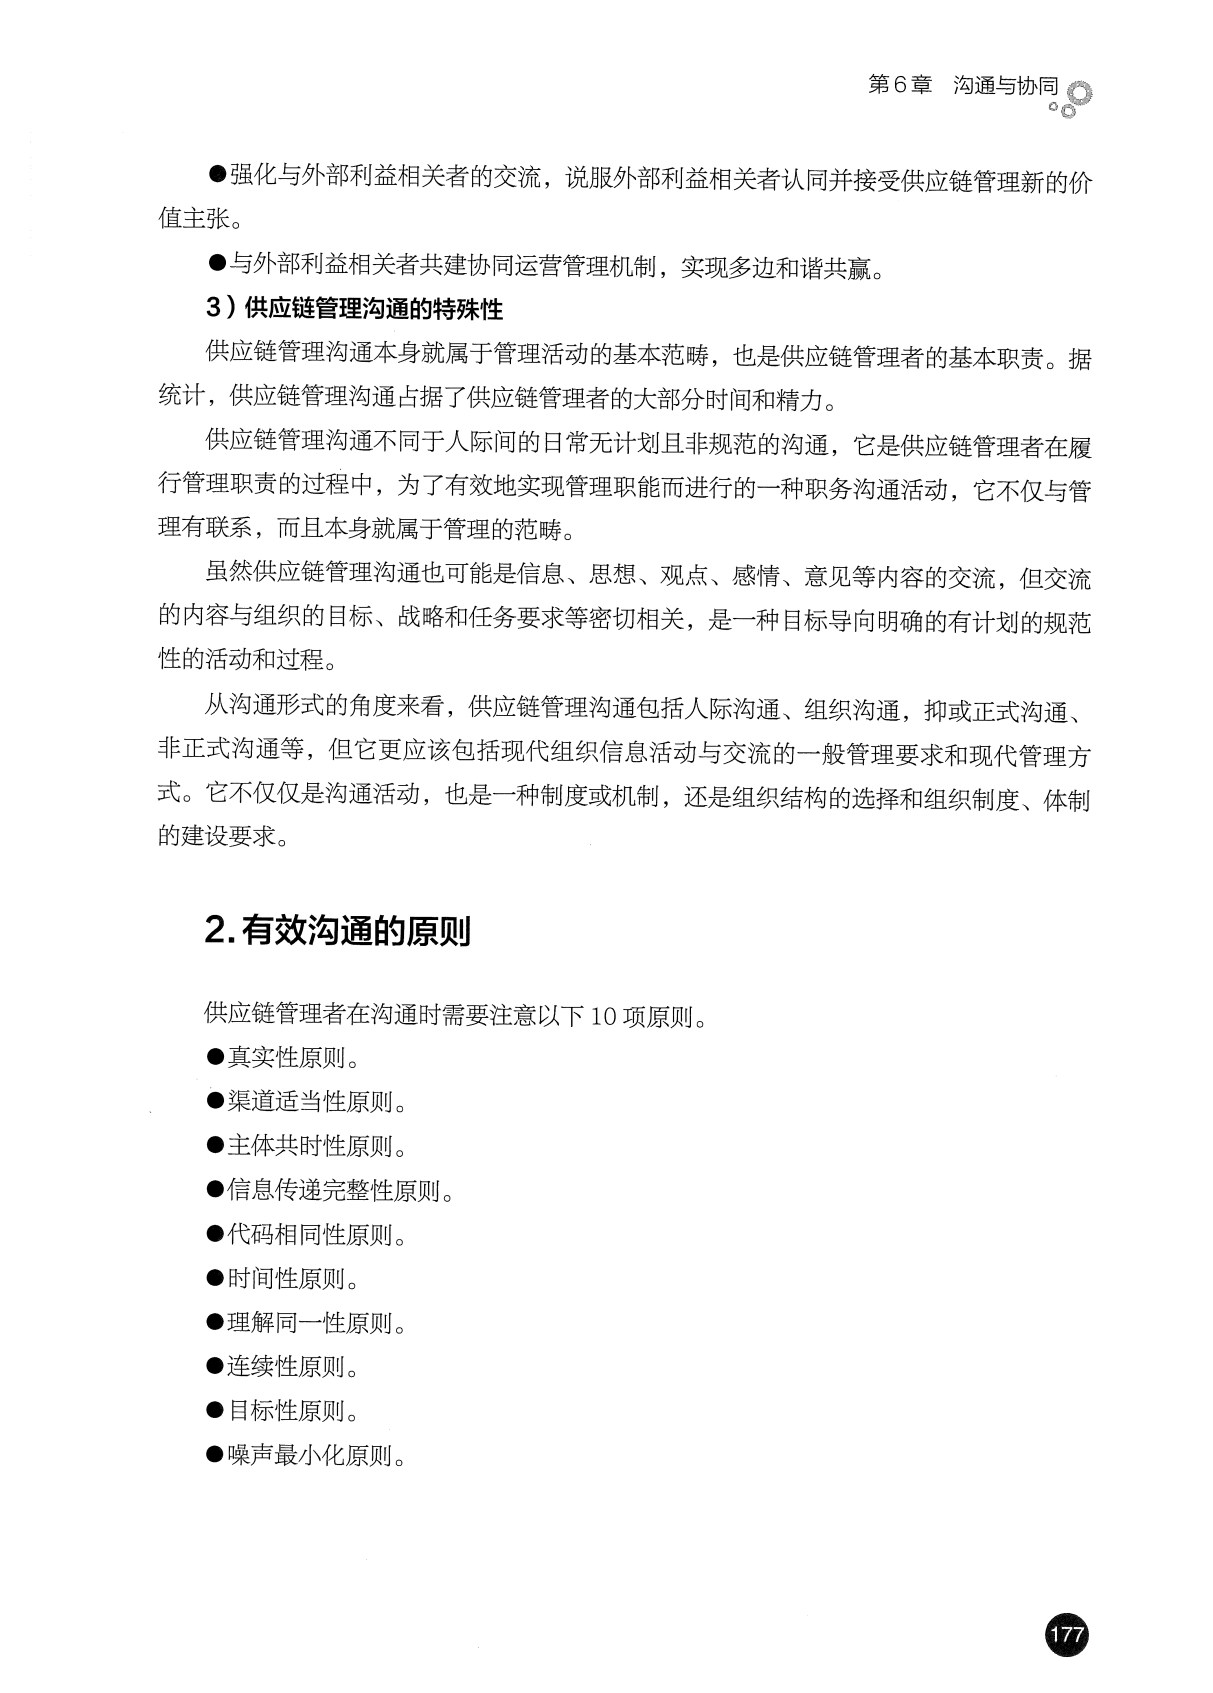 第6章　沟通与协同
●强化与外部利益相关者的交流，说服外部利益相关者认同并接受供应链管理新的价
值主张。
●与外部利益相关者共建协同运营管理机制，实现多边和谐共赢。
3）供应链管理沟通的特殊性
供应链管理沟通本身就属于管理活动的基本范畴，也是供应链管理者的基本职责。据
统计，供应链管理沟通占据了供应链管理者的大部分时间和精力。
供应链管理沟通不同于人际间的日常无计划且非规范的沟通，它是供应链管理者在履
行管理职责的过程中，为了有效地实现管理职能而进行的一种职务沟通活动，它不仅与管
理有联系，而且本身就属于管理的范畴。
虽然供应链管理沟通也可能是信息、思想、观点、感情、意见等内容的交流，但交流
的内容与组织的目标、战略和任务要求等密切相关，是一种目标导向明确的有计划的规范
性的活动和过程。
从沟通形式的角度来看，供应链管理沟通包括人际沟通、组织沟通，抑或正式沟通、
非正式沟通等，但它更应该包括现代组织信息活动与交流的一般管理要求和现代管理方
式。它不仅仅是沟通活动，也是一种制度或机制，还是组织结构的选择和组织制度、体制
的建设要求。
2.有效沟通的原则
供应链管理者在沟通时需要注意以下10项原则。
●真实性原则。
●渠道适当性原则。
●主体共时性原则。
●信息传递完整性原则。
●代码相同性原则。
●时间性原则。
●理解同一性原则。
●连续性原则。
●目标性原则。
●噪声最小化原则。
177